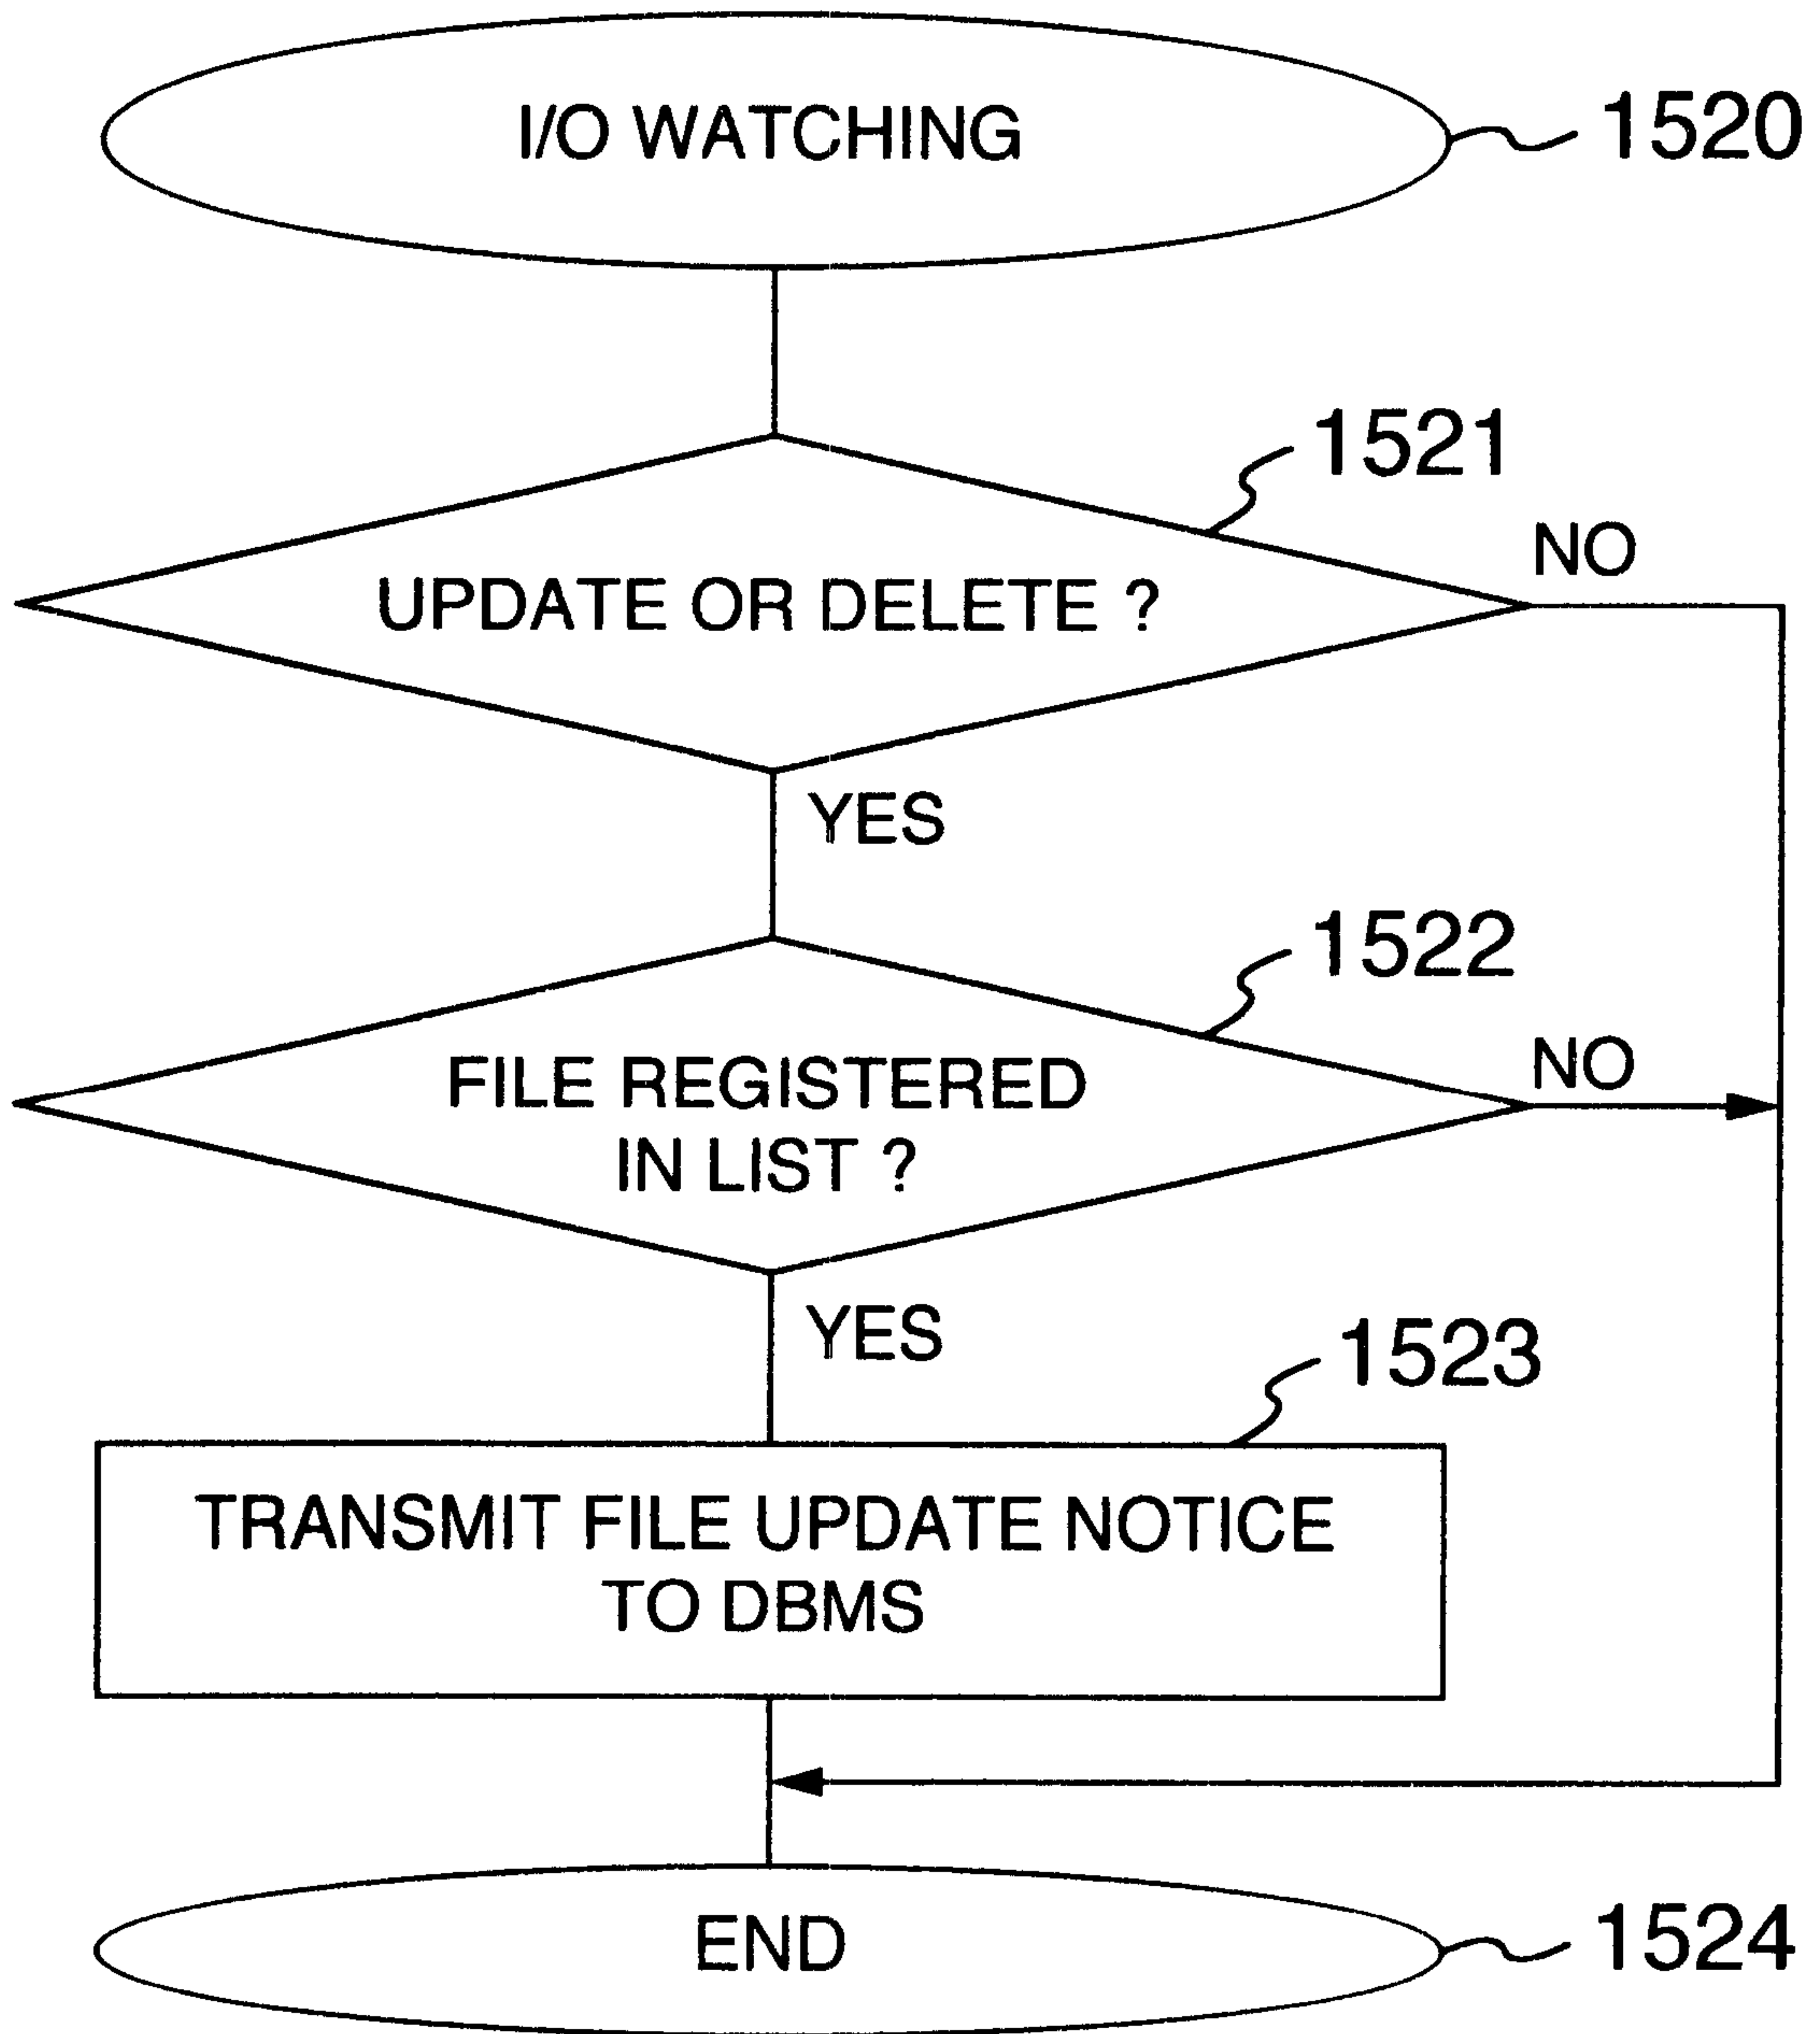 I/O WATCHING
1520
1521
UPDATE OR DELETE ?
NO
YES
1522
FILE REGISTERED
IN LIST ?
NO
YES
1523
TRANSMIT FILE UPDATE NOTICE
TO DBMS
END
1524